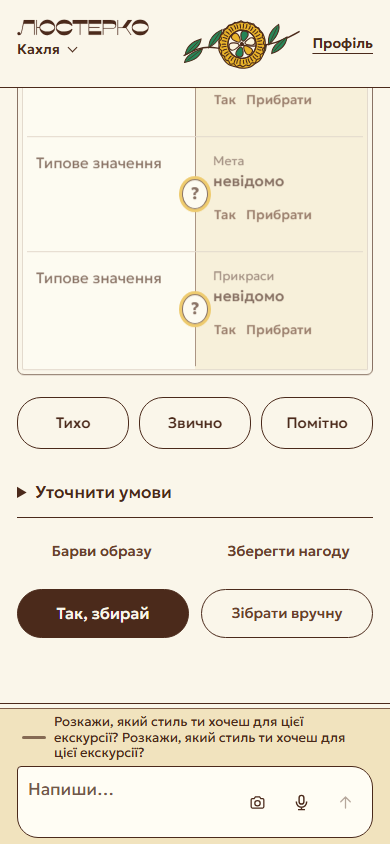 ЛЮСТЕРКО
Кахля
Профіль
Так Прибрати
Типове значення
Мета
невідомо
?
Так Прибрати
Типове значення
Прикраси
невідомо
?
Так Прибрати
Тихо Звично Помітно
Уточнити умови
Барви образу Зберегти нагоду
Так, збирай Зібрати вручну
Розкажи, який стиль ти хочеш для цієї
екскурсії? Розкажи, який стиль ти хочеш для
цієї екскурсії?
Напиши...